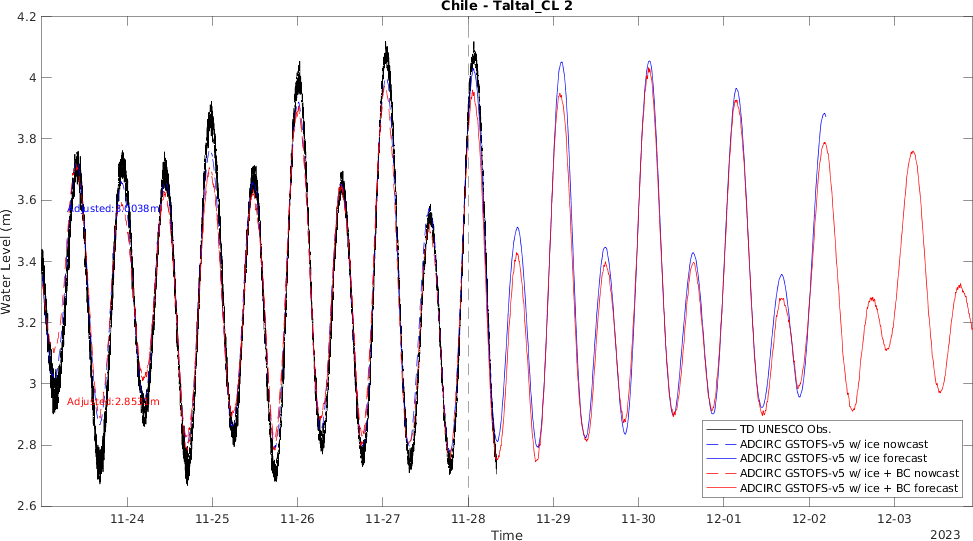 Chile - Taltal_CL 2
4.2
4
3.8
3.6
3.4
3.2
3
2.8
2.6
Water Level (m)
Adjusted:
Adjusted:2.853
11-24
11-25
11-26
11-27
11-28
11-29
11-30
12-01
12-02
12-03
Time
2023
TD UNESCO Obs.
ADCIRC GSTOFS-v5 w/ ice nowcast
ADCIRC GSTOFS-v5 w/ ice forecast
ADCIRC GSTOFS-v5 w/ ice + BC nowcast
ADCIRC GSTOFS-v5 w/ ice + BC forecast